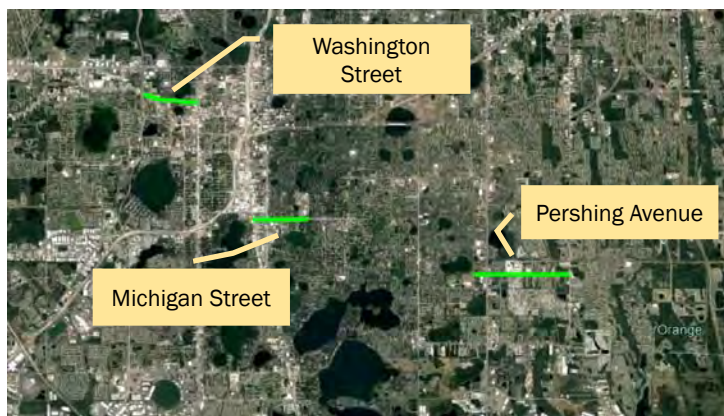 Washington
Street
Pershing Avenue
Michigan Street
Orange